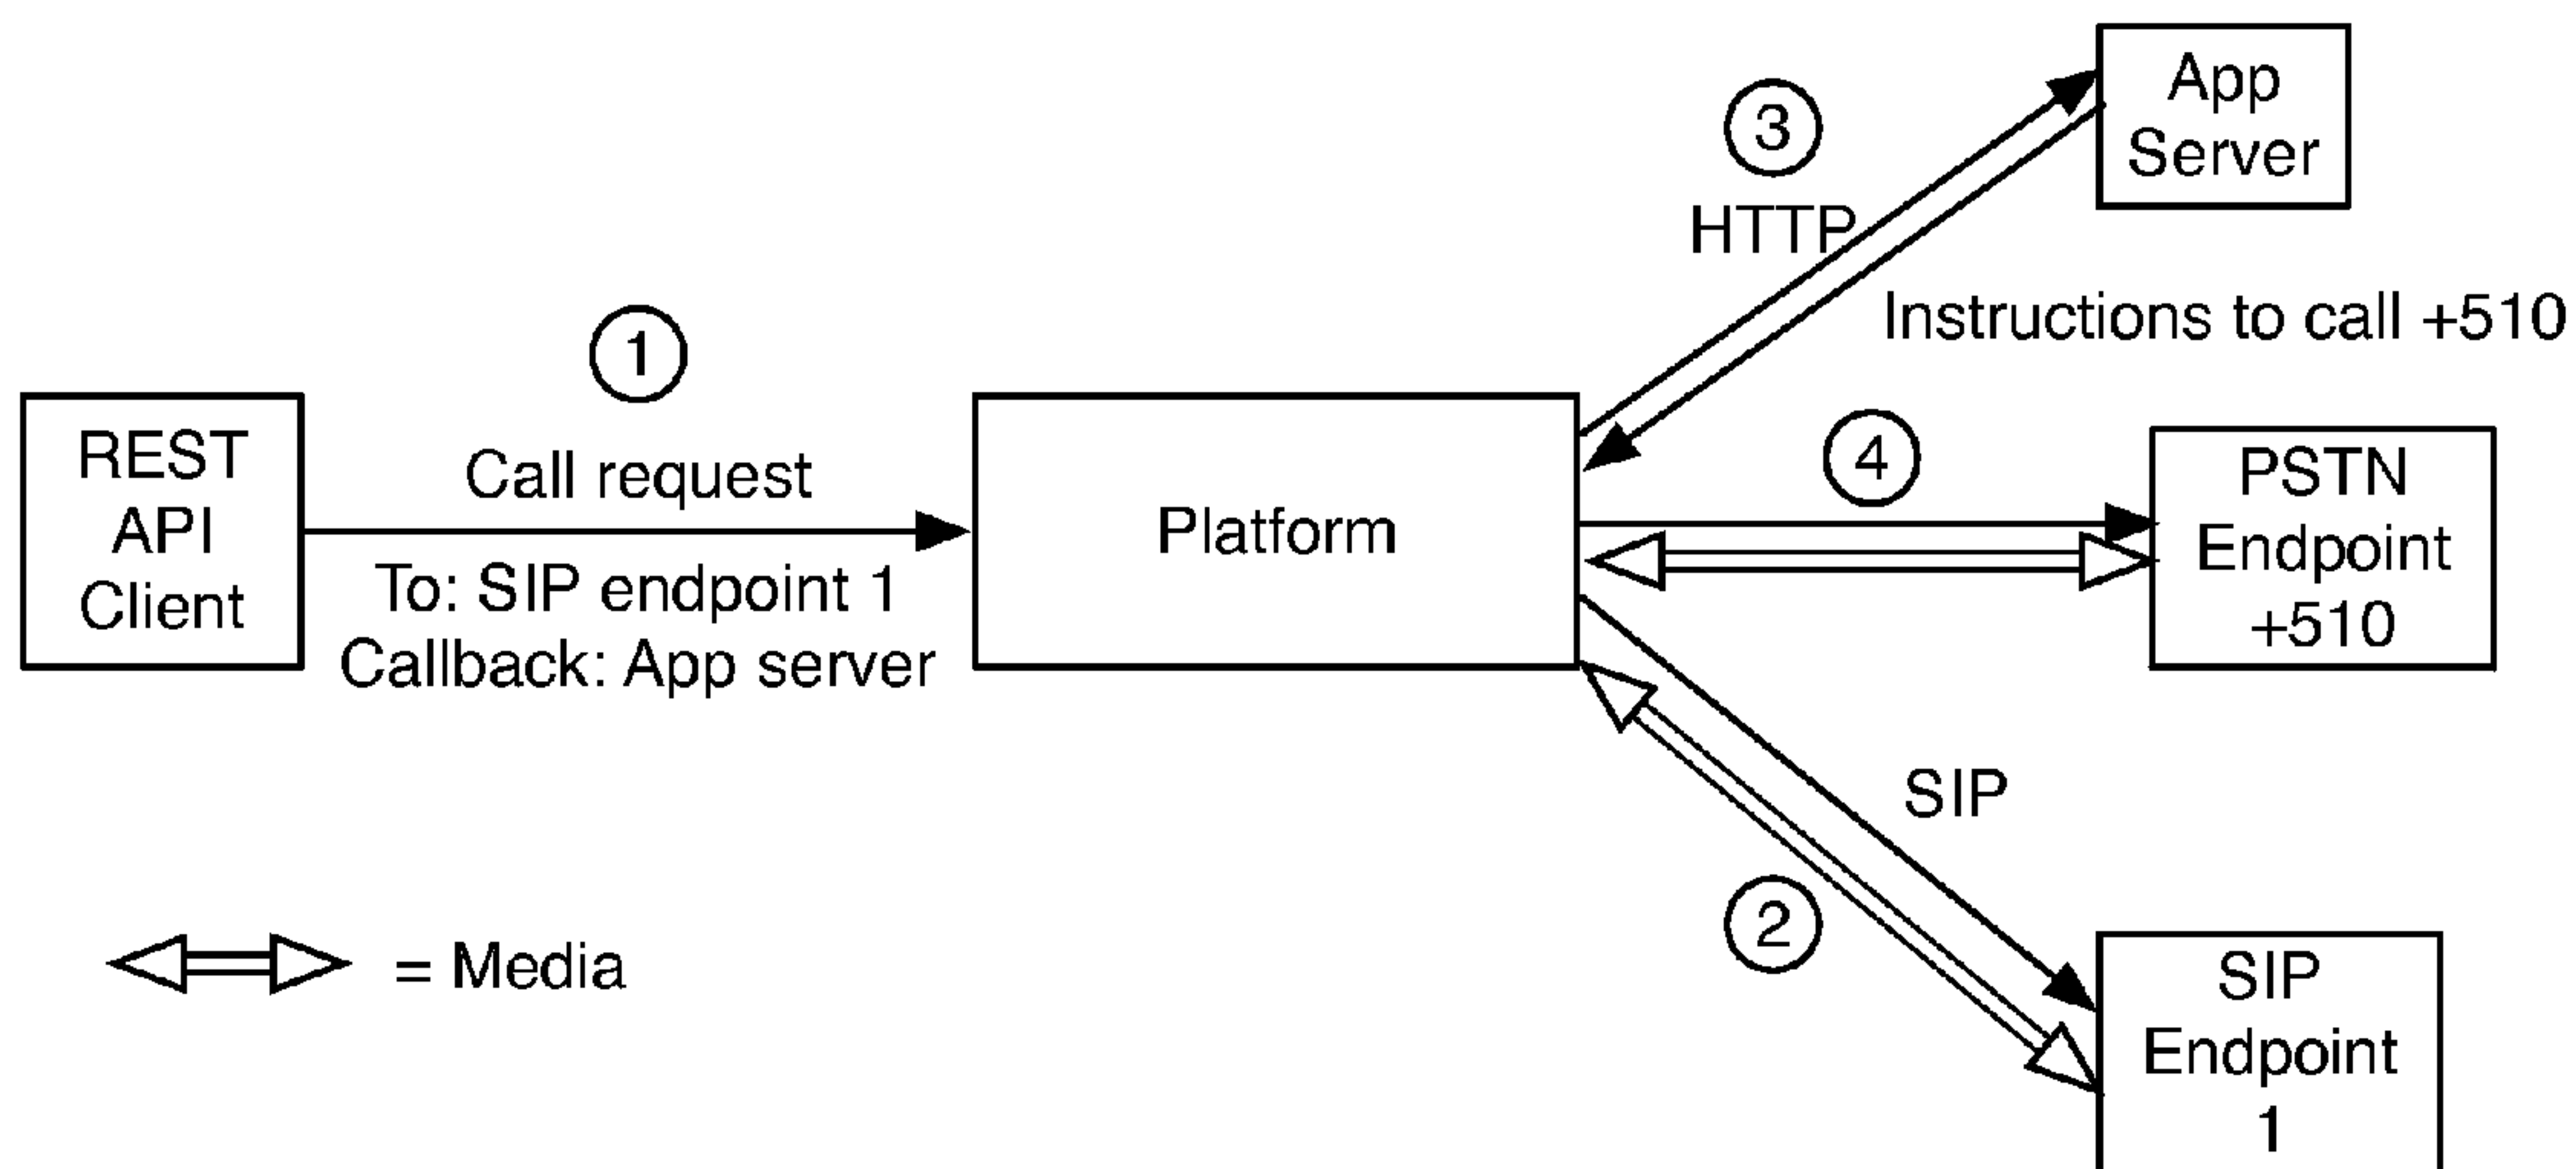 App
Server
3
HTTP
Instructions to call +510
1
REST
API
Client
Call request
To: SIP endpoint 1
Callback: App server
Platform
4
PSTN
Endpoint
+510
SIP
2
= Media
SIP
Endpoint
1